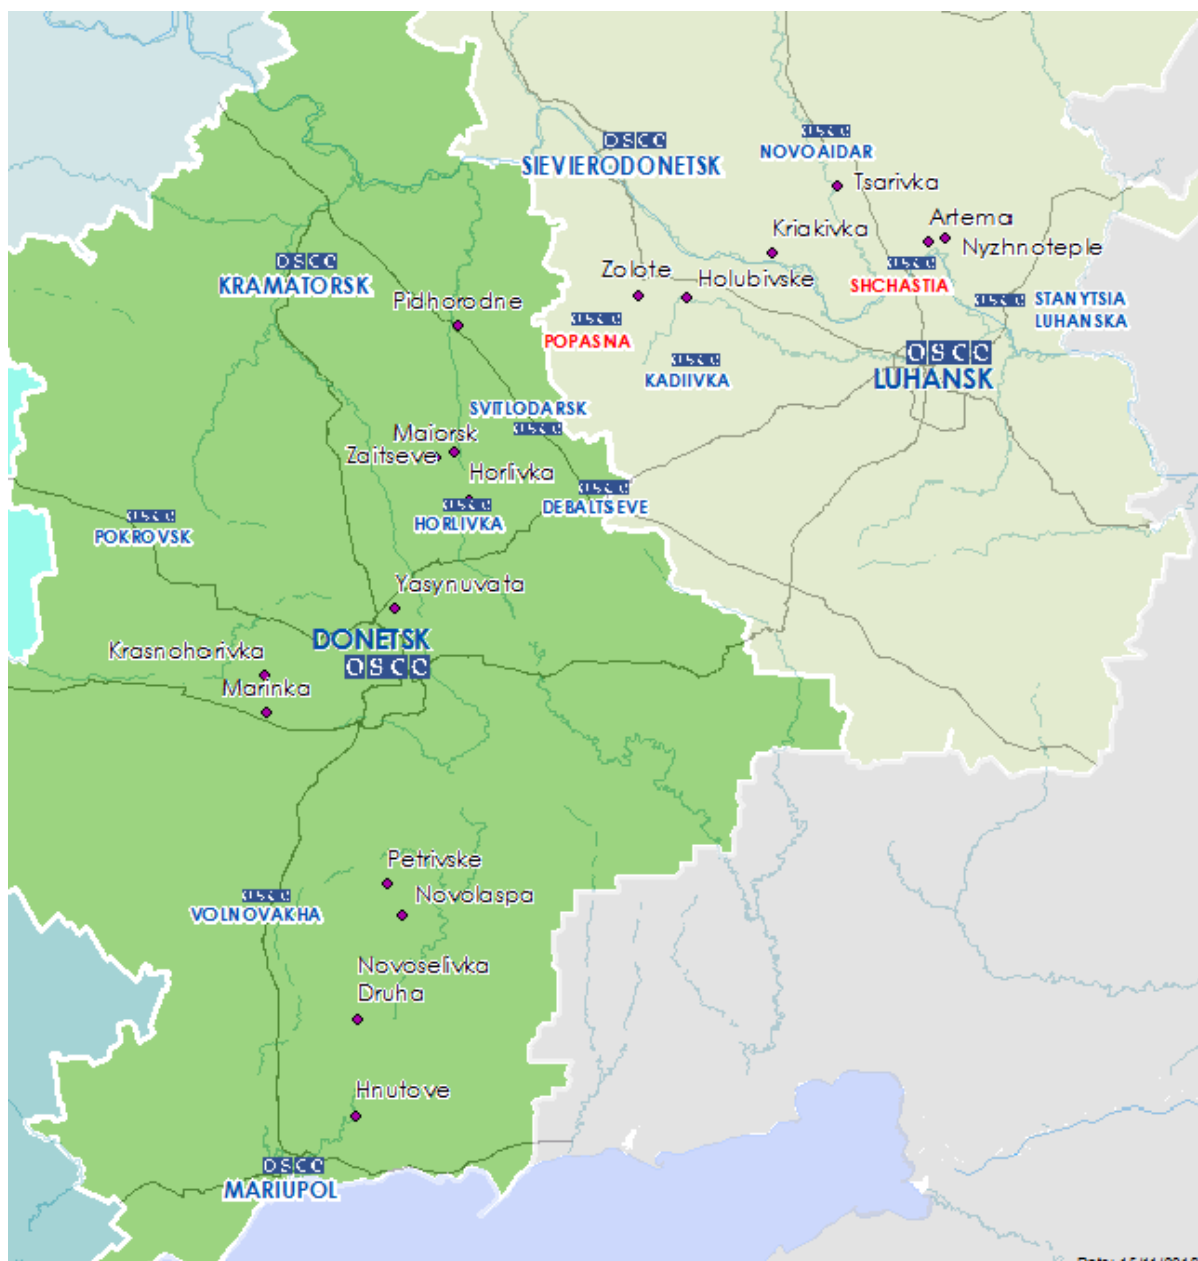 OSCE
NOVOAIDAR
OSCE
SIEVIERODONETSK
Tsarivka
Artema
Nyzhnoteple
Kriakivka
OSCE
SHCHASTIA
OSCE
KRAMATORSK
Zolote
Holubivske
OSCE
STANYTSIA
LUHANSKA
Pidhorodne
OSCE
POPASNA
OSCE
KADIIVKA
OSCE
LUHANSK
SVITLODARSK
OSCE
Maiorsk
Zaitseve
Horlivka
OSCE
HORLIVKA
OSCE
DEBALTSEVE
OSCE
POKROVSK
Yasynuvata
DONETSK
OSCE
Krasnohorivka
Marinka
Petrivske
Novolaspa
OSCE
VOLNOVAKHA
Novoselivka
Druha
Hnutove
OSCE
MARIUPOL